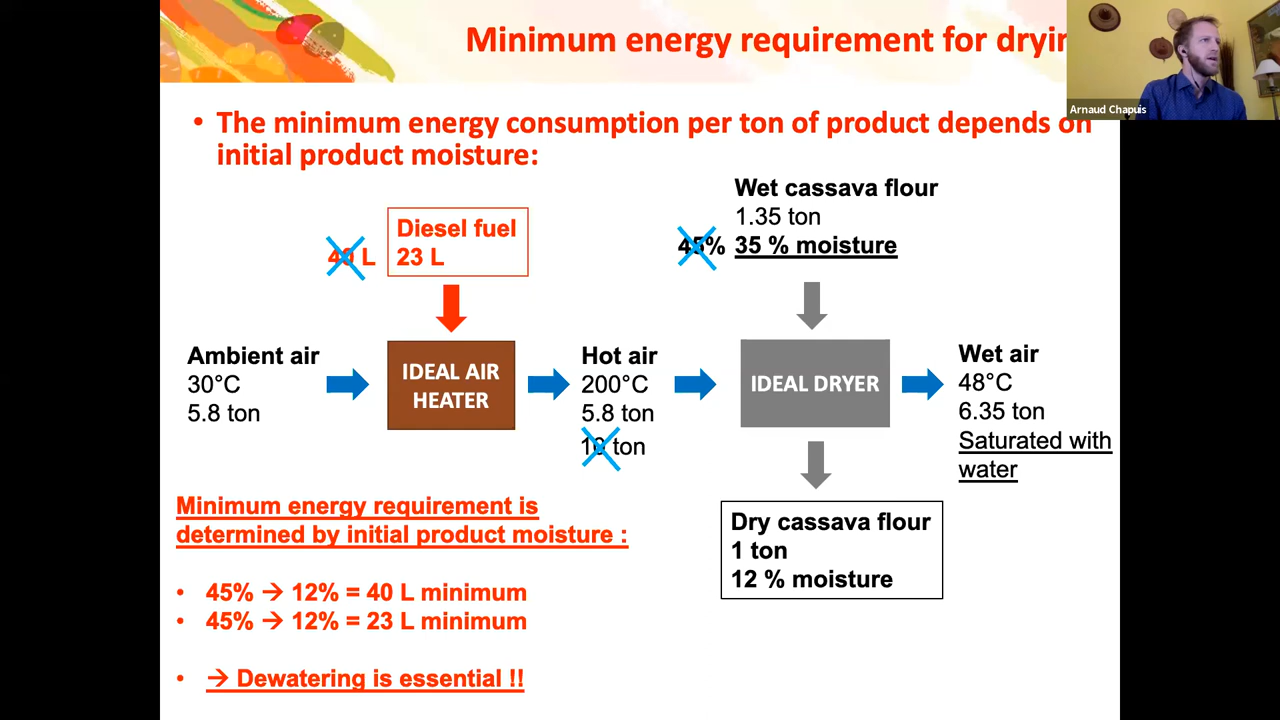 Minimum energy requirement for dryin
Arnaud Chapuis
• The minimum energy consumption per ton of product depends on
initial product moisture:
Wet cassava flour
1.35 ton
45% 35 % moisture
Diesel fuel
40 L 23 L
Ambient air
30°C
5.8 ton
IDEAL AIR
HEATER
Hot air
200°C
5.8 ton
10 ton
IDEAL DRYER
Wet air
48°C
6.35 ton
Saturated with
water
Dry cassava flour
1 ton
12 % moisture
Minimum energy requirement is
determined by initial product moisture :
• 45% → 12% = 40 L minimum
• 45% → 12% = 23 L minimum
• → Dewatering is essential !!